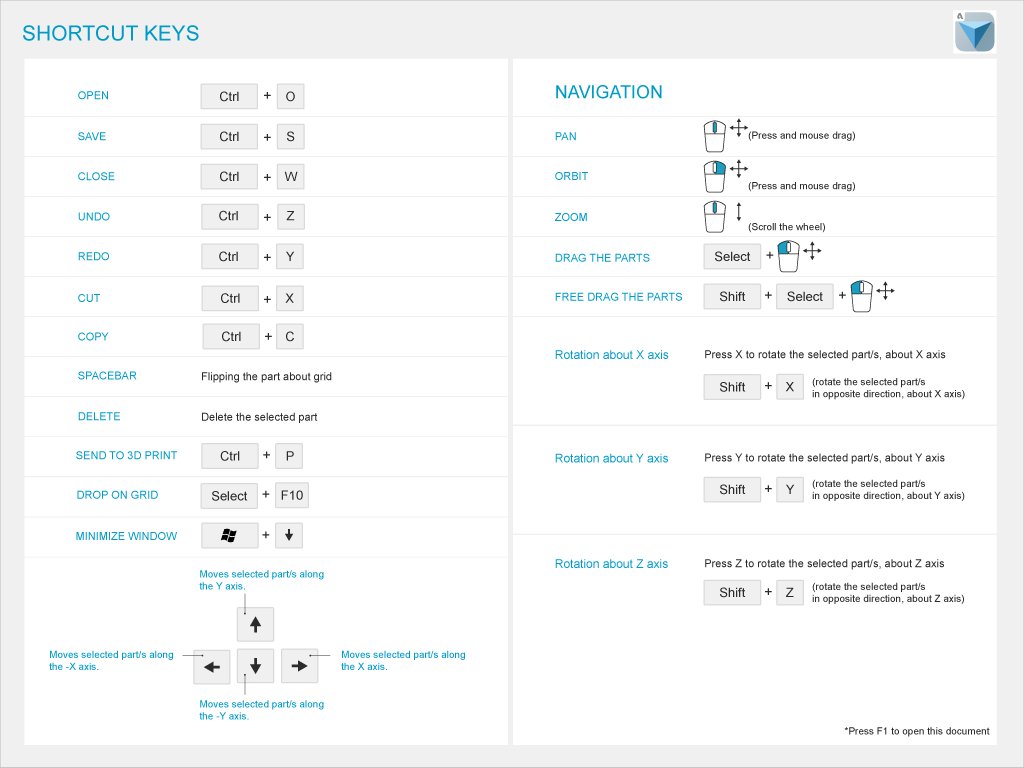 SHORTCUT KEYS
OPEN Ctrl + O
SAVE Ctrl + S
CLOSE Ctrl + W
UNDO Ctrl + Z
REDO Ctrl + Y
CUT Ctrl + X
COPY Ctrl + C
SPACEBAR Flipping the part about grid
DELETE Delete the selected part
SEND TO 3D PRINT Ctrl + P
DROP ON GRID Select + F10
MINIMIZE WINDOW +
Moves selected part/s along
the Y axis.
Moves selected part/s along
the -X axis.
Moves selected part/s along
the X axis.
Moves selected part/s along
the -Y axis.
NAVIGATION
PAN (Press and mouse drag)
ORBIT (Press and mouse drag)
ZOOM (Scroll the wheel)
DRAG THE PARTS Select +
FREE DRAG THE PARTS Shift + Select +
Rotation about X axis Press X to rotate the selected part/s, about X axis
Shift + X (rotate the selected part/s
in opposite direction, about X axis)
Rotation about Y axis Press Y to rotate the selected part/s, about Y axis
Shift + Y (rotate the selected part/s
in opposite direction, about Y axis)
Rotation about Z axis Press Z to rotate the selected part/s, about Z axis
Shift + Z (rotate the selected part/s
in opposite direction, about Z axis)
*Press F1 to open this document